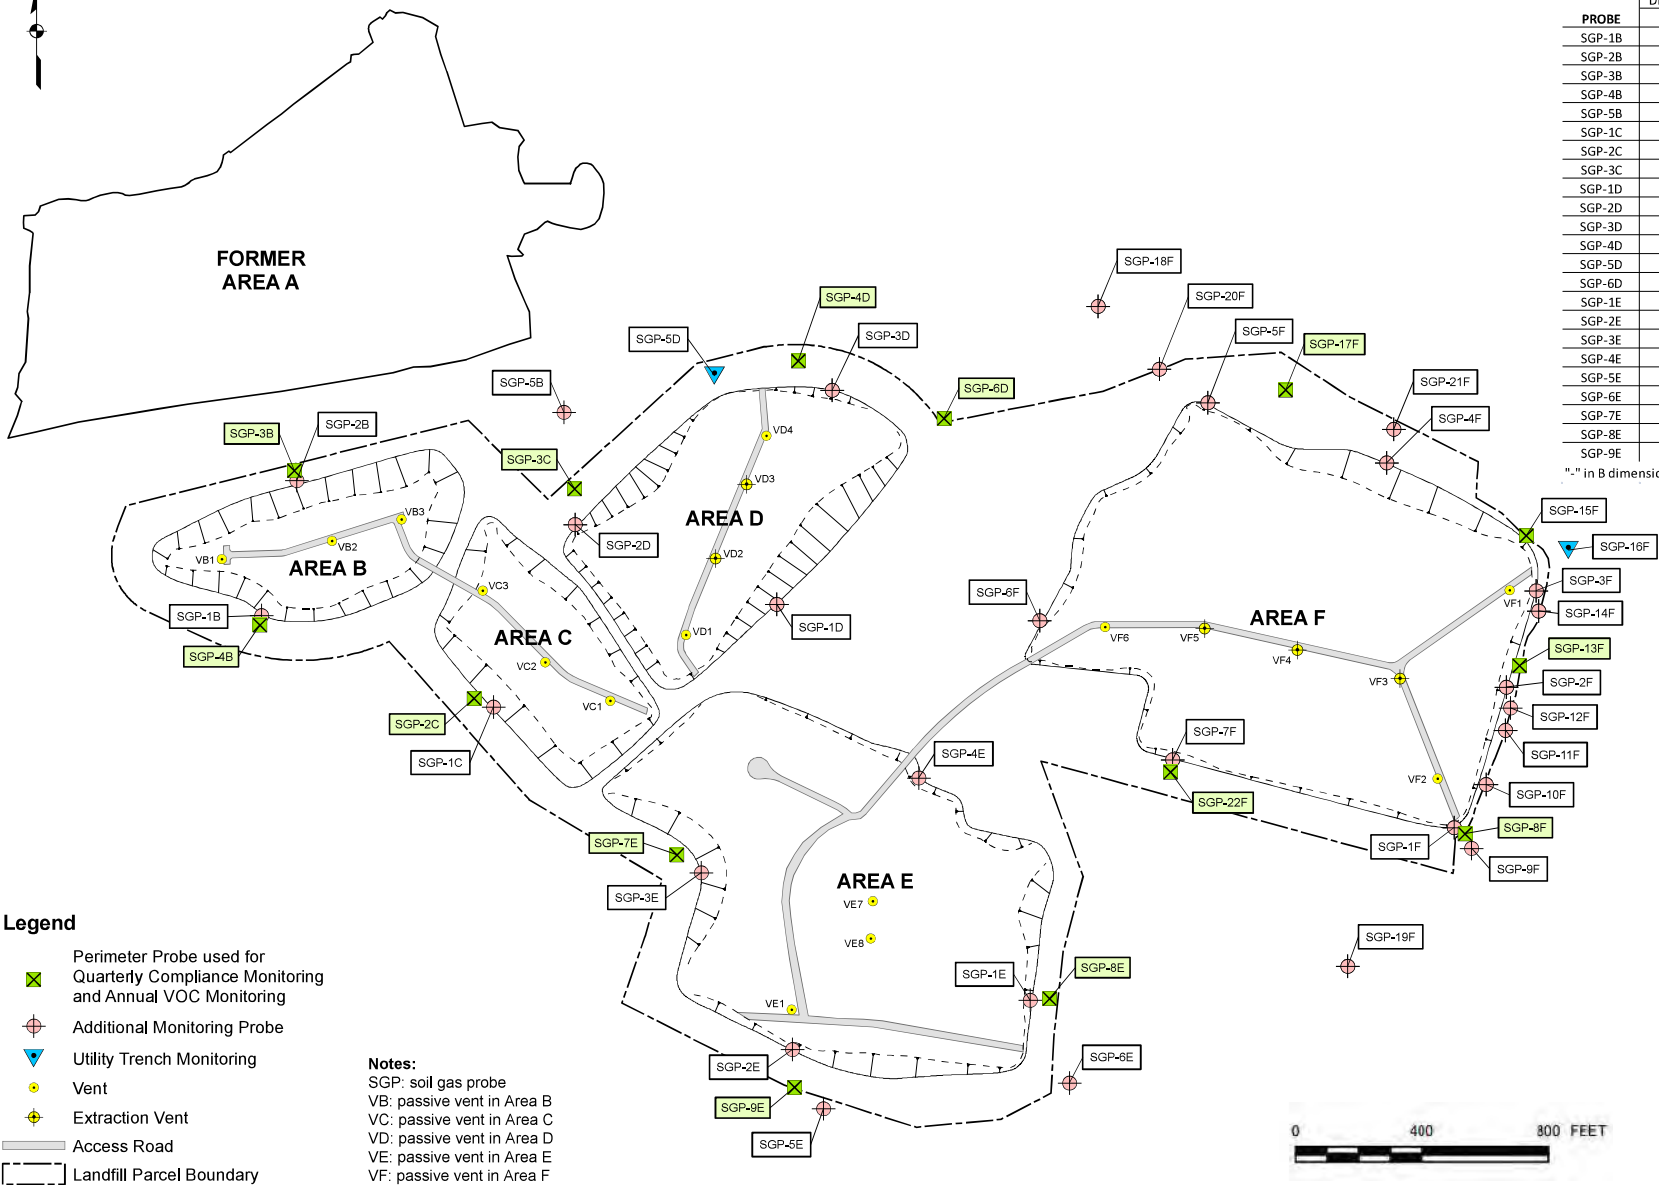 FORMER
AREA A
PROBE
SGP-1B
SGP-2B
SGP-3B
SGP-4B
SGP-5B
SGP-1C
SGP-2C
SGP-3C
SGP-1D
SGP-2D
SGP-3D
SGP-4D
SGP-5D
SGP-6D
SGP-1E
SGP-2E
SGP-3E
SGP-4E
SGP-5E
SGP-6E
SGP-7E
SGP-8E
SGP-9E
"-" in B dimensio
SGP-18F
SGP-20F
SGP-4D
SGP-5D
SGP-3D
SGP-5F
SGP-17F
SGP-5B
SGP-6D
SGP-21F
SGP-4F
SGP-3B
SGP-2B
SGP-3C
VD4
VD3
AREA D
SGP-2D
VD2
VB3
VB2
VB1
AREA B
SGP-15F
SGP-16F
SGP-3F
SGP-14F
VF1
SGP-1B
SGP-4B
VC3
AREA C
VC2
VC1
VD1
SGP-1D
SGP-6F
AREA F
VF6
VF5
VF4
VF3
SGP-13F
SGP-2F
SGP-12F
SGP-11F
SGP-2C
SGP-1C
SGP-4E
SGP-7F
SGP-22F
VF2
SGP-10F
SGP-8F
SGP-1F
SGP-9F
SGP-7E
SGP-3E
AREA E
VE7
VE8
SGP-19F
SGP-1E
SGP-8E
VE1
SGP-2E
SGP-6E
SGP-9E
SGP-5E
Legend
Perimeter Probe used for
Quarterly Compliance Monitoring
and Annual VOC Monitoring
Additional Monitoring Probe
Utility Trench Monitoring
Vent
Extraction Vent
Access Road
Landfill Parcel Boundary
Notes:
SGP: soil gas probe
VB: passive vent in Area B
VC: passive vent in Area C
VD: passive vent in Area D
VE: passive vent in Area E
VF: passive vent in Area F
0 400 800 FEET